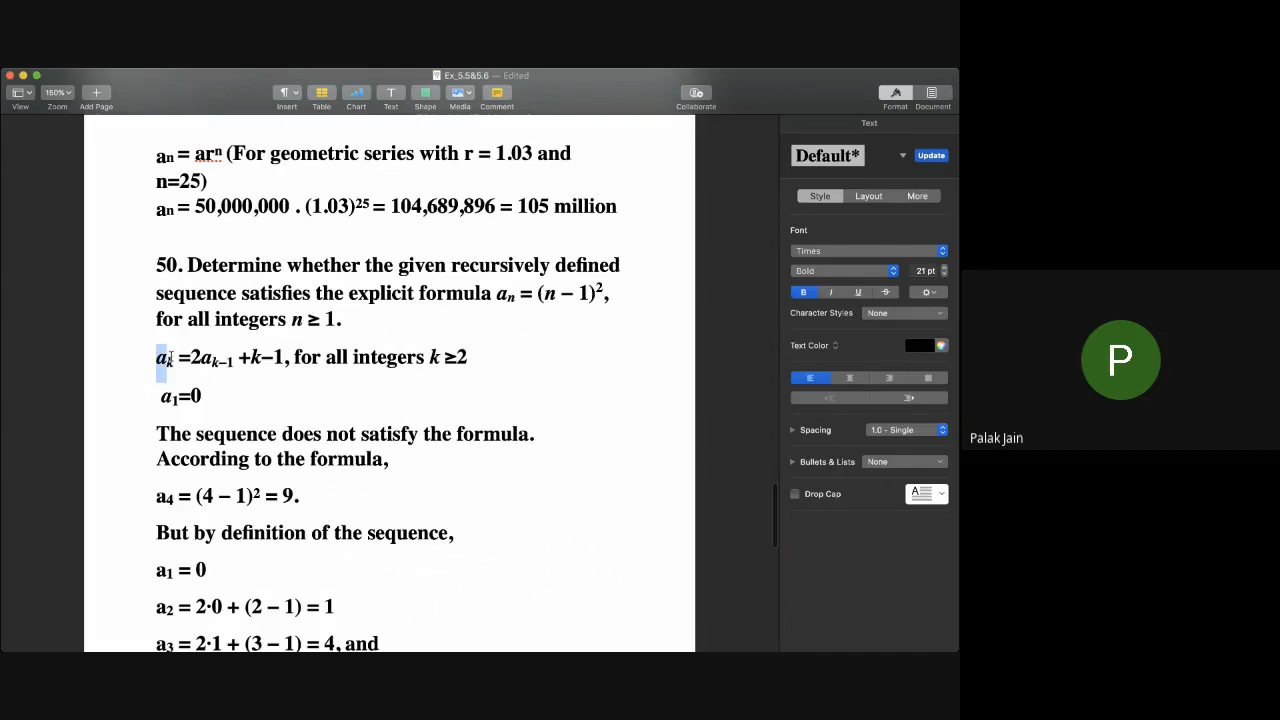 Ex_5.5&5.6 — Edited
150%
View Zoom Add Page Insert Table Chart Text Shape Media Comment Collaborate Format Document
Text
Default* Update
Style Layout More
Font
Times
Bold 21 pt
B I U S
Character Styles None
Text Color
Spacing 1.0 - Single
Bullets & Lists None
Drop Cap
aₙ = arⁿ (For geometric series with r = 1.03 and
n=25)
aₙ = 50,000,000 . (1.03)²⁵ = 104,689,896 = 105 million
50. Determine whether the given recursively defined
sequence satisfies the explicit formula aₙ = (n − 1)²,
for all integers n ≥ 1.
aₖ =2aₖ₋₁ +k−1, for all integers k ≥2
a₁=0
The sequence does not satisfy the formula.
According to the formula,
a₄ = (4 − 1)² = 9.
But by definition of the sequence,
a₁ = 0
a₂ = 2·0 + (2 − 1) = 1
a₃ = 2·1 + (3 − 1) = 4, and
P
Palak Jain